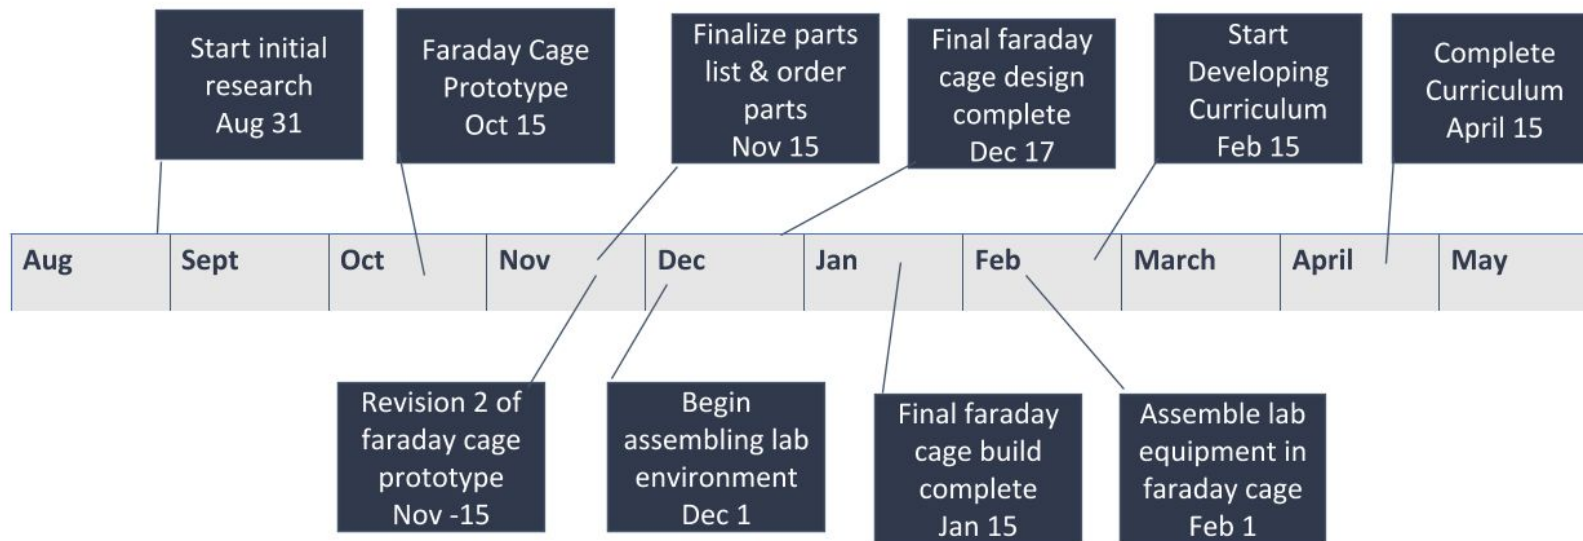 Start initial
research
Aug 31
Faraday Cage
Prototype
Oct 15
Finalize parts
list & order
parts
Nov 15
Final faraday
cage design
complete
Dec 17
Start
Developing
Curriculum
Feb 15
Complete
Curriculum
April 15
Aug
Sept
Oct
Nov
Dec
Jan
Feb
March
April
May
Revision 2 of
faraday cage
prototype
Nov -15
Begin
assembling lab
environment
Dec 1
Final faraday
cage build
complete
Jan 15
Assemble lab
equipment in
faraday cage
Feb 1